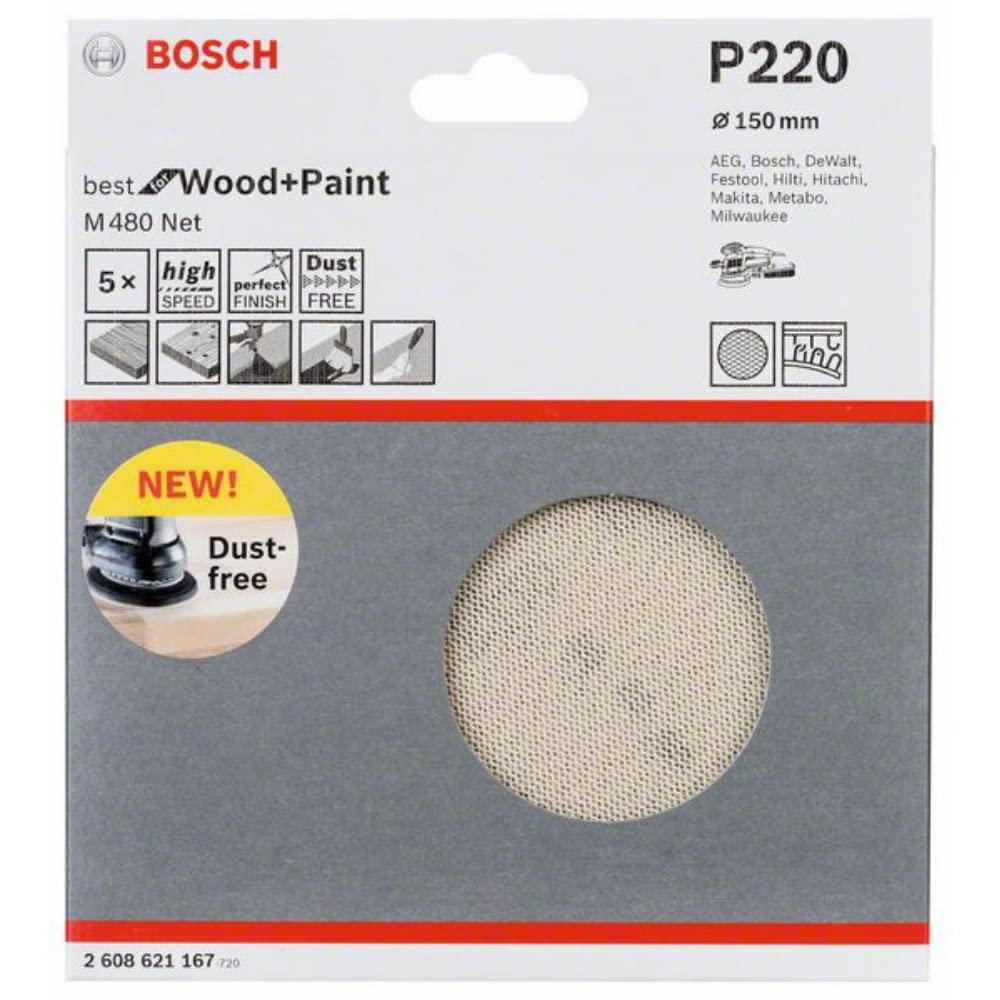 BOSCH
P220
Ø 150 mm
AEG, Bosch, DeWalt,
Festool, Hilti, Hitachi,
Makita, Metabo,
Milwaukee
best for Wood+Paint
M 480 Net
5×
high
SPEED
perfect
FINISH
Dust
FREE
NEW!
Dust-
free
2 608 621 167-720